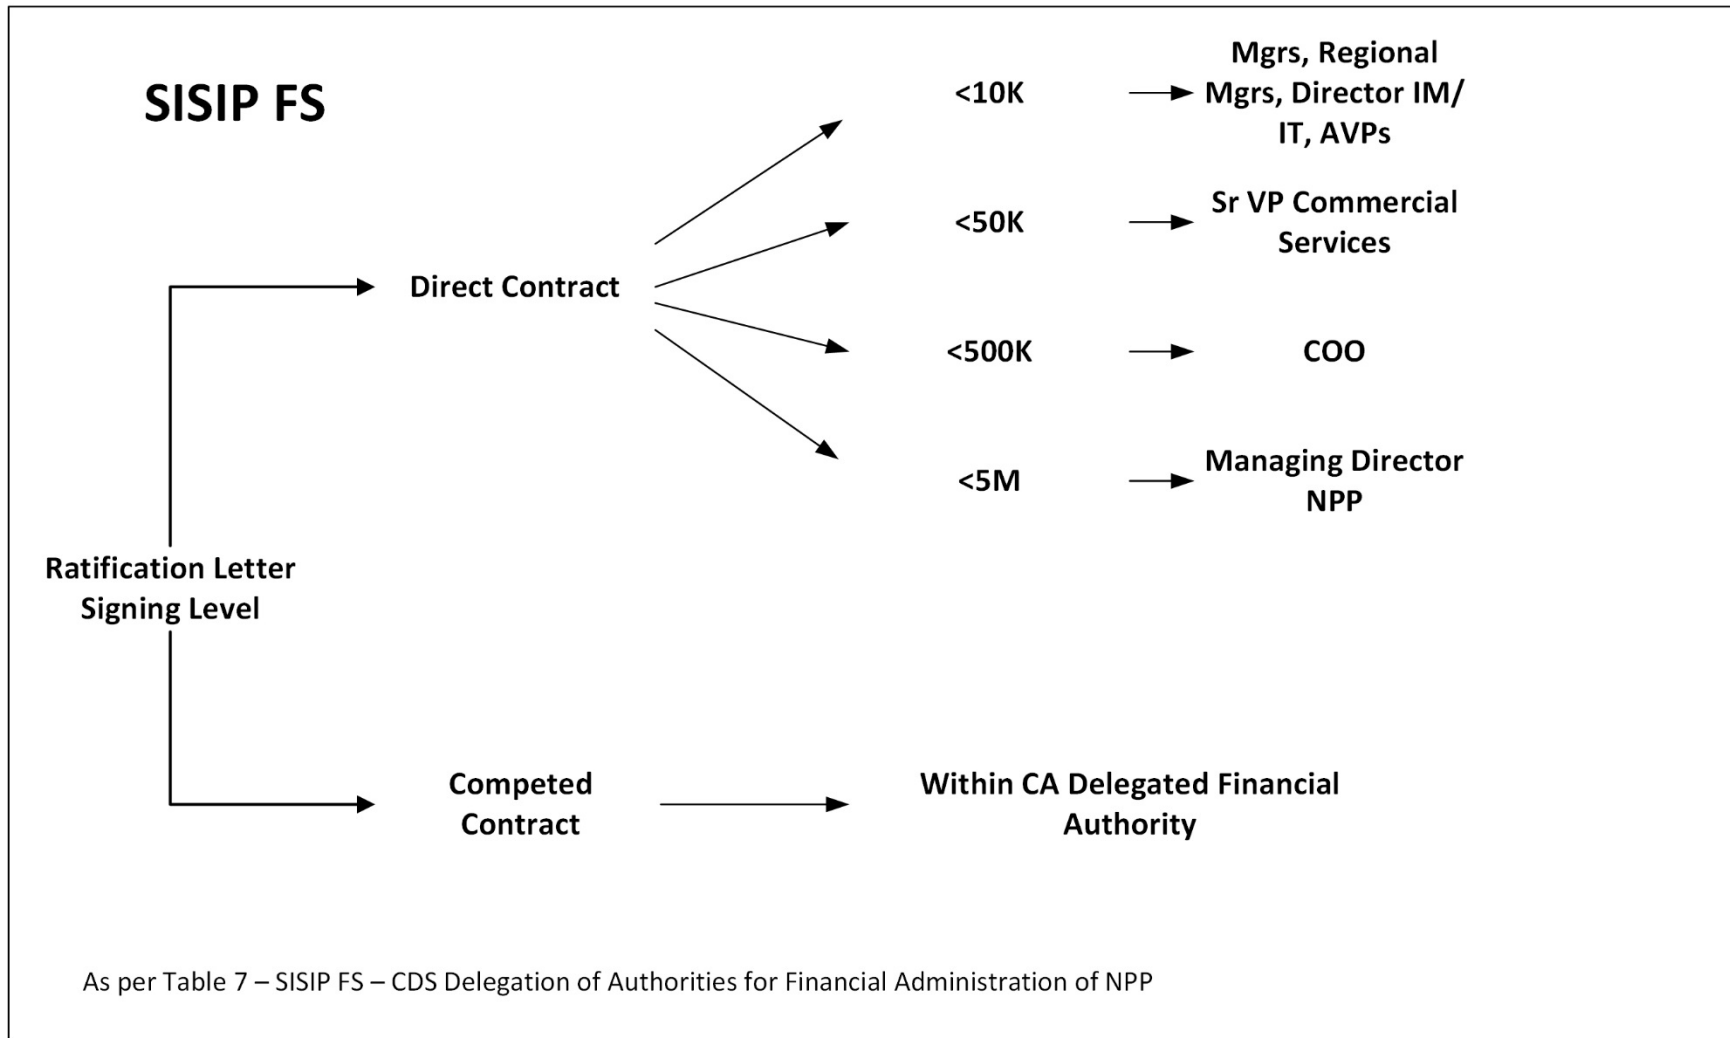 SISIP FS
<10K
Mgrs, Regional
Mgrs, Director IM/
IT, AVPs
<50K
Sr VP Commercial
Services
Direct Contract
<500K
COO
<5M
Managing Director
NPP
Ratification Letter
Signing Level
Competed
Contract
Within CA Delegated Financial
Authority
As per Table 7 – SISIP FS – CDS Delegation of Authorities for Financial Administration of NPP